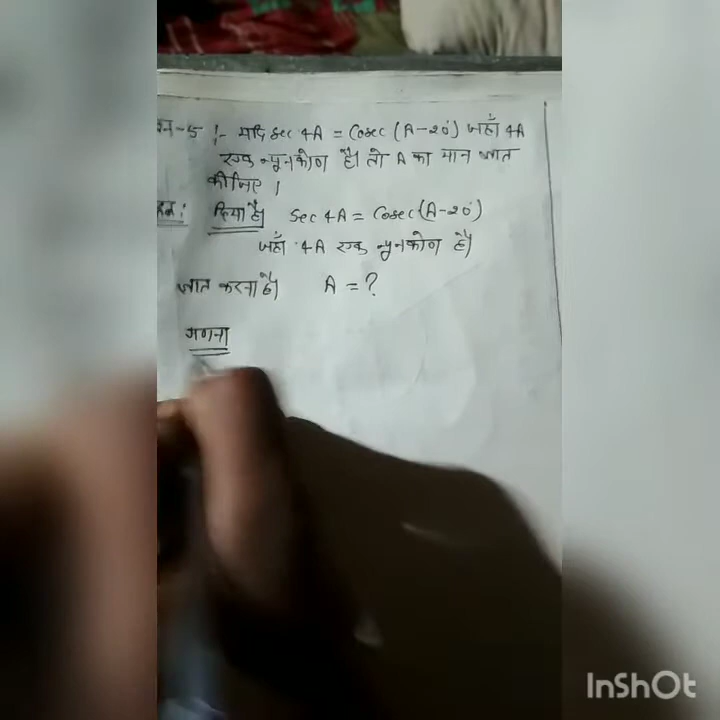 न-5 :- यदि sec 4A = Cosec (A-20°) जहाँ 4A
एक न्यूनकोण है। तो A का मान ज्ञात
कीजिए।
हल: दिया है। sec 4A = Cosec (A-20°)
जहाँ 4A एक न्यूनकोण है।
ज्ञात करना है। A = ?
गणना
InShOt